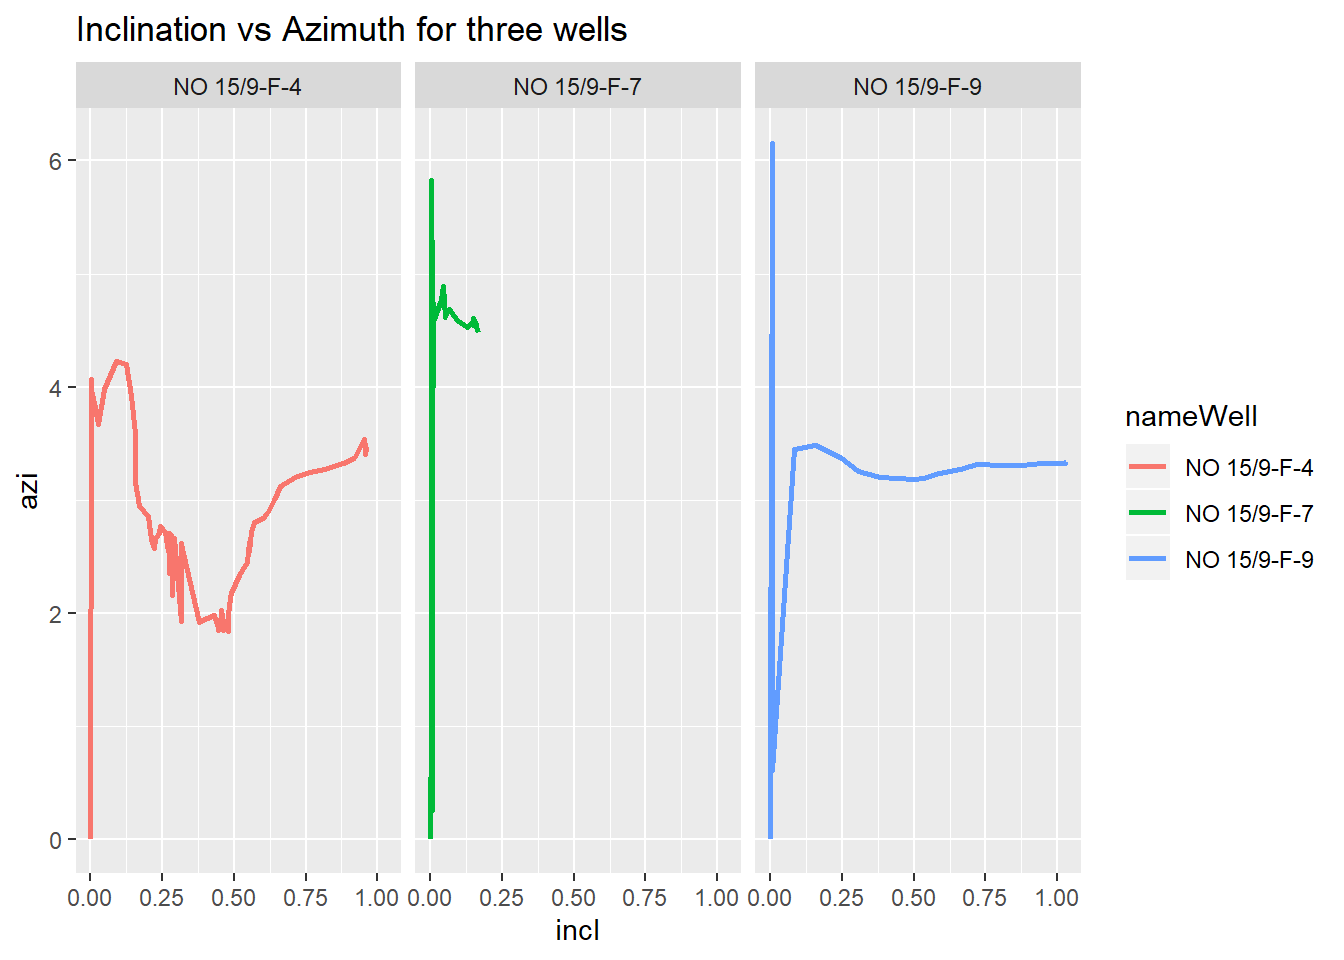 Inclination vs Azimuth for three wells
NO 15/9-F-4 NO 15/9-F-7 NO 15/9-F-9
6
4
2
0
azi
0.00 0.25 0.50 0.75 1.00 0.00 0.25 0.50 0.75 1.00 0.00 0.25 0.50 0.75 1.00
incl
nameWell
NO 15/9-F-4
NO 15/9-F-7
NO 15/9-F-9